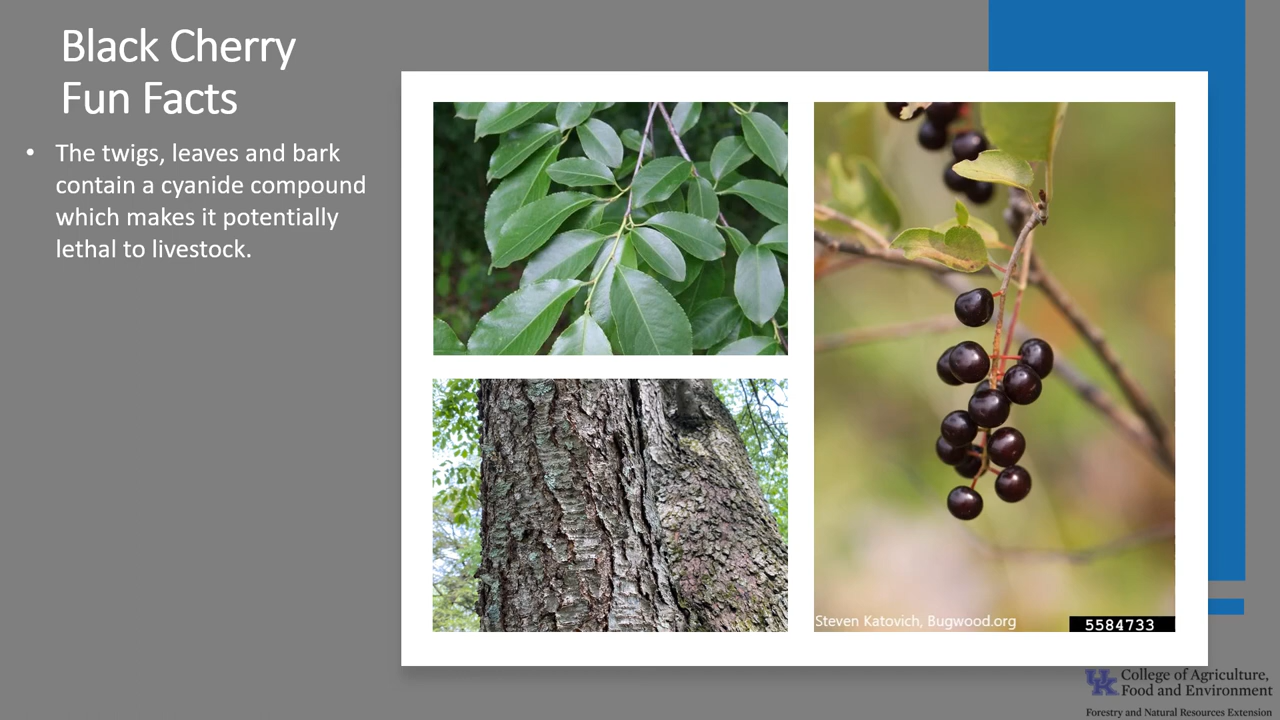 Black Cherry
Fun Facts
• The twigs, leaves and bark
contain a cyanide compound
which makes it potentially
lethal to livestock.
Steven Katovich, Bugwood.org
5584733
UK College of Agriculture,
Food and Environment
Forestry and Natural Resources Extension